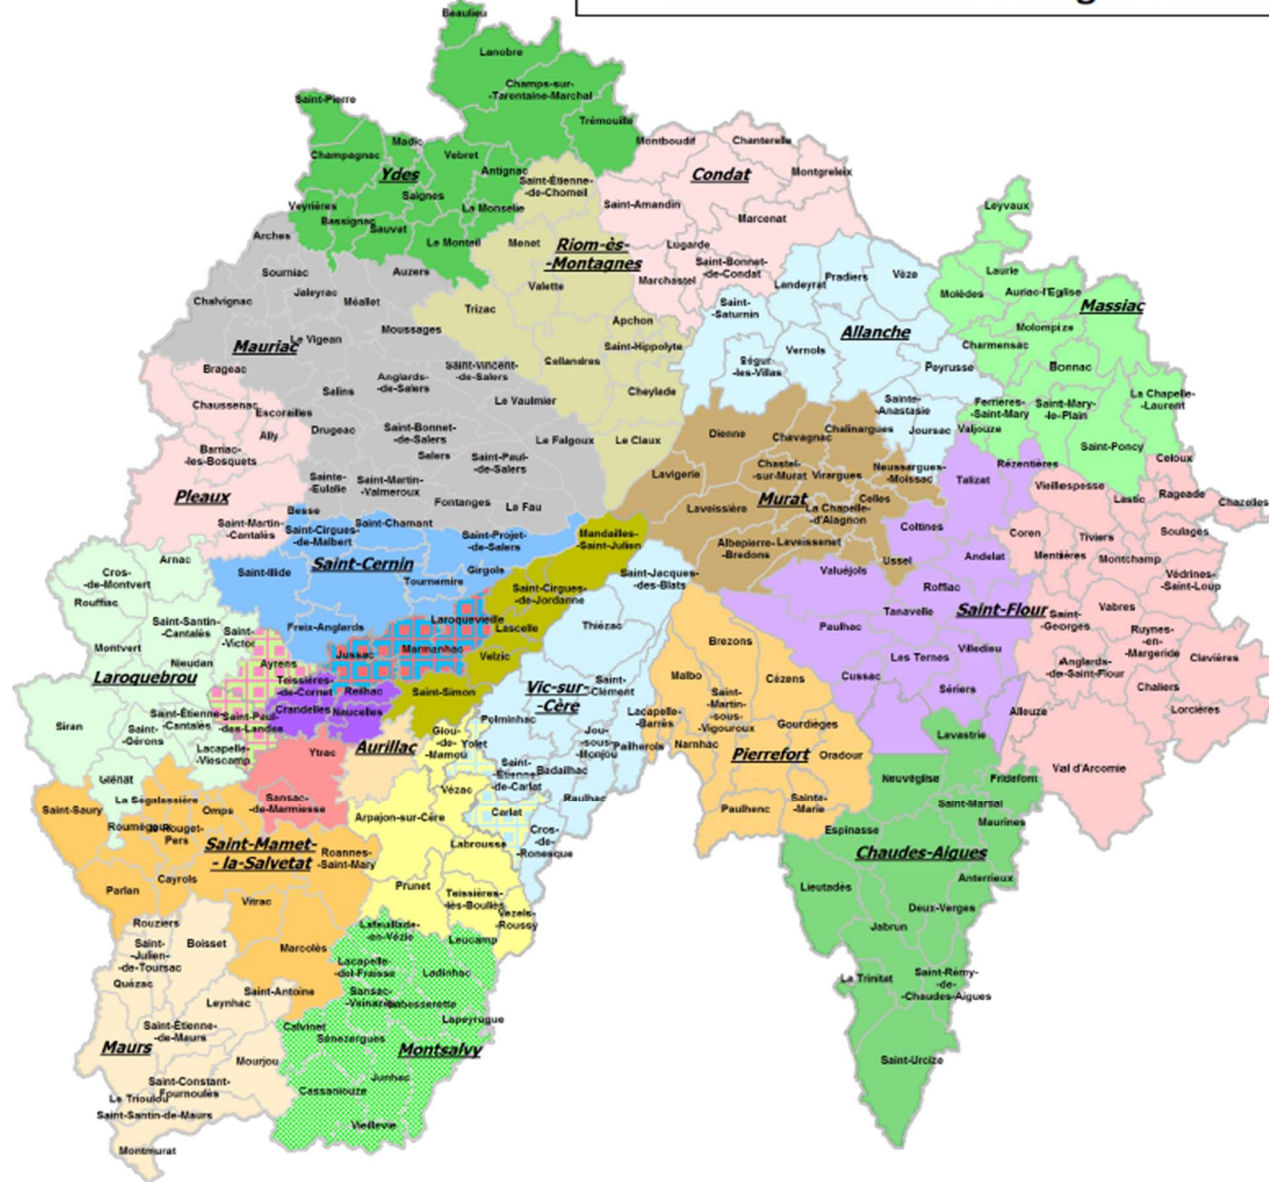 Beaulieu
Lanobre
Champs-sur-
-Tarentaine-Marchal
Saint-Pierre
Trémouille
Madic
Montboudif
Chanterelle
Champagnac
Vebret
Ydes
Antignac
Condat
Montgreleix
Saint-Étienne-
-de-Chomeil
Saignes
Veyrières
La Monselie
Saint-Amandin
Leyvaux
Bassignac
Sauvat
Marcenat
Arches
Le Monteil
Menet
Riom-ès-
-Montagnes
Lugarde
Saint-Bonnet-
-de-Condat
Sourniac
Auzers
Marchastel
Landeyrat
Pradiers
Vèze
Laurie
Jaleyrac
Méallet
Valette
Molèdes
Auriac-l'Eglise
Chalvignac
Trizac
Saint-
Saturnin
Massiac
Moussages
Apchon
Allanche
Molompize
Mauriac
Le Vigean
Saint-Hippolyte
Vernols
Charmensac
Brageac
Saint-Vincent-
-de-Salers
Collandres
Ségur
-les-Villas
Peyrusse
Bonnac
Salins
Anglards-
-de-Salers
Cheylade
Chaussenac
Escorailles
Le Vaulmier
Sainte-
-Anastasie
Ferrières-
-Saint-Mary
Saint-Mary-
-le-Plain
La Chapelle-
-Laurent
Ally
Drugeac
Saint-Bonnet-
-de-Salers
Le Falgoux
Le Claux
Dienne
Chavagnac
Chalinargues
Joursac
Valjouze
Saint-Poncy
Barriac-
les-Bosquets
Salers
Saint-Paul-
-de-Salers
Lavigerie
Chastel-
-sur-Murat
Virargues
Neussargues-
-Moissac
Rézentières
Celoux
Pleaux
Sainte-
Eulalie
Saint-Martin-
-Valmeroux
Talizat
Vieillespesse
Lastic
Rageade
Chazelles
Besse
Fontanges
Le Fau
Laveissière
Murat
Celles
La Chapelle-
-d'Alagnon
Saint-Martin-
-Cantalès
Saint-Cirgues-
-de-Malbert
Saint-Chamant
Saint-Projet-
-de-Salers
Mandailles-
-Saint-Julien
Albepierre-
-Bredons
Laveissenet
Coltines
Coren
Tiviers
Soulages
Arnac
Saint-Illide
Saint-Cernin
Girgols
Ussel
Andelat
Mentières
Montchamp
Cros-
-de-Montvert
Tournemire
Saint-Cirgues-
-de-Jordanne
Saint-Jacques-
-des-Blats
Valuéjols
Roffiac
Védrines-
-Saint-Loup
Rouffiac
Saint-Santin-
-Cantalès
Freix-Anglards
Laroquevieille
Lascelle
Thiézac
Paulhac
Tanavelle
Saint-Flour
Saint-
-Georges
Vabres
Ruynes-
-en-
-Margeride
Montvert
Saint-
-Victor
Jussac
Marmanhac
Velzic
Brezons
Les Ternes
Villedieu
Clavières
Laroquebrou
Nieudan
Ayrens
Teissières-
-de-Cornet
Reilhac
Saint-Simon
Vic-sur-
-Cère
Saint-
-Clément
Malbo
Cézens
Cussac
Sériers
Anglards-
-de-Saint-Flour
Chaliers
Siran
Saint-Étienne-
-Cantalès
Saint-Paul-
-des-Landes
Crandelles
Naucelles
Polminhac
Lapeyre-
Saint-
-Martin-
-sous-
-Vigouroux
Gourdièges
Alleuze
Lorcières
Saint-
-Gérons
Lacapelle-
-Viescamp
Ytrac
Aurillac
Giou-
-de-
-Mamou
Yolet
Jou-
-sous-
-Monjou
Lacapelle-
-Barrès
Pailherols
Narnhac
Pierrefort
Oradour
Lavastrie
Glénat
Saint-
-Étienne
-de-Carlat
Badailhac
Neuvéglise
Fridefont
Val d'Arcomie
Saint-Saury
La Ségalassière
Omps
Sansac-
-de-Marmiesse
Vézac
Raulhac
Paulhenc
Sainte-
-Marie
Saint-Martial
Roumégoux
Le Rouget-
-Pers
Arpajon-sur-Cère
Carlat
Cros-
-de-
-Ronesque
Espinasse
Maurines
Saint-Mamet-
-la-Salvetat
Roannes-
-Saint-Mary
Labrousse
Chaudes-Aigues
Parlan
Cayrols
Vitrac
Prunet
Teissières-
-lès-Bouliès
Lieutadès
Anterrieux
Rouziers
Vezels-
-Roussy
Deux-Verges
Saint-
-Julien-
-de-Toursac
Boisset
Marcolès
Lafeuillade-
-en-Vézie
Leucamp
Jabrun
Quézac
Lacapelle-
-del-Fraisse
Ladinhac
La Trinitat
Saint-Rémy-
-de-
-Chaudes-Aigues
Leynhac
Saint-Antoine
Sansac-
-Veinazès
Labesserette
Lapeyrugue
Saint-Étienne-
-de-Maurs
Calvinet
Sénezergues
Maurs
Mourjou
Montsalvy
Saint-Urcize
Saint-Constant-
-Fournoulès
Junhac
Cassaniouze
Le Trioulou
Saint-Santin-de-Maurs
Vieillevie
Montmurat